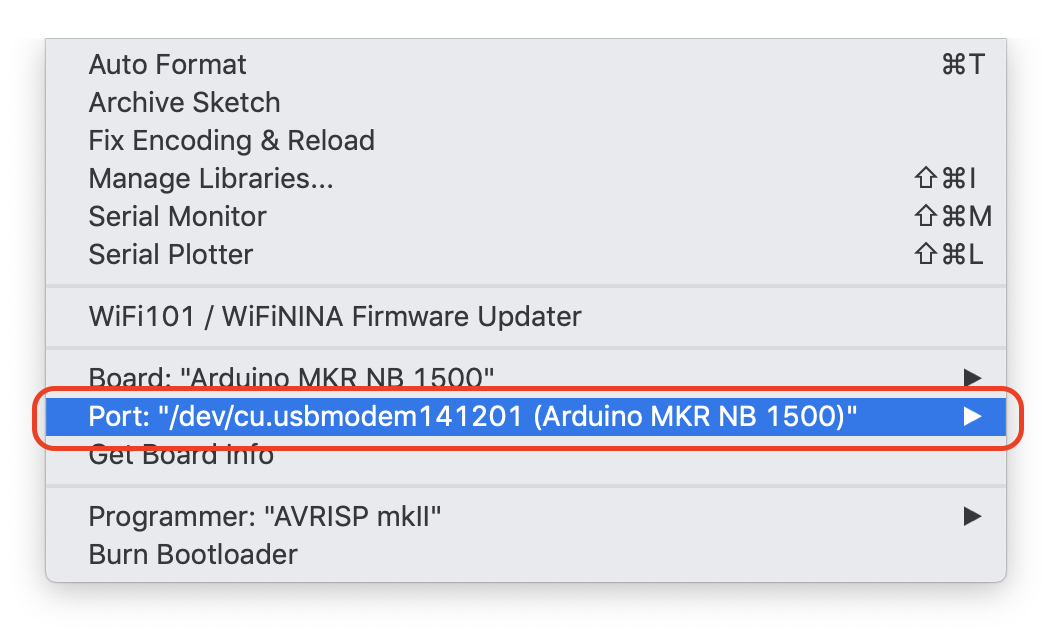 Auto Format ⌘T
Archive Sketch
Fix Encoding & Reload
Manage Libraries... ⇧⌘I
Serial Monitor ⇧⌘M
Serial Plotter ⇧⌘L
WiFi101 / WiFiNINA Firmware Updater
Board: "Arduino MKR NB 1500" ▶
Port: "/dev/cu.usbmodem141201 (Arduino MKR NB 1500)" ▶
Get Board Info
Programmer: "AVRISP mkII" ▶
Burn Bootloader